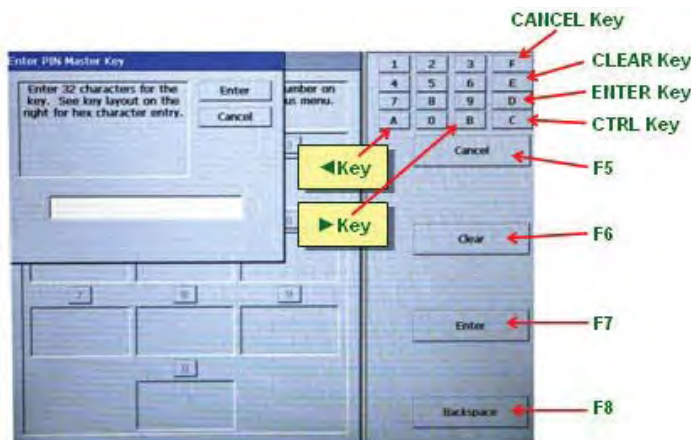 CANCEL Key
Enter PIN Master Key
Enter 32 characters for the
key. See key layout on the
right for hex character entry.
Enter
Cancel
umber on
us menu.
1 2 3 F
4 5 6 E
7 8 9 D
A 0 B C
CLEAR Key
ENTER Key
CTRL Key
◄Key
►Key
Cancel
F5
Clear
F6
7 8 9
Enter
F7
0
Backspace
F8